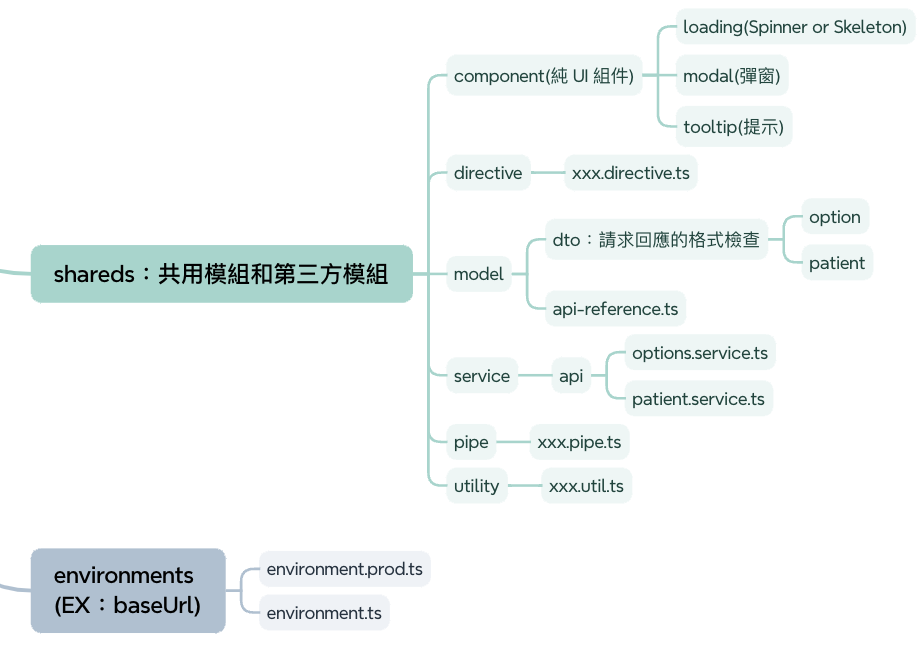 shareds：共用模組和第三方模組
component(純 UI 組件)
loading(Spinner or Skeleton)
modal(彈窗)
tooltip(提示)
directive
xxx.directive.ts
model
dto：請求回應的格式檢查
option
patient
api-reference.ts
service
api
options.service.ts
patient.service.ts
pipe
xxx.pipe.ts
utility
xxx.util.ts
environments
(EX：baseUrl)
environment.prod.ts
environment.ts